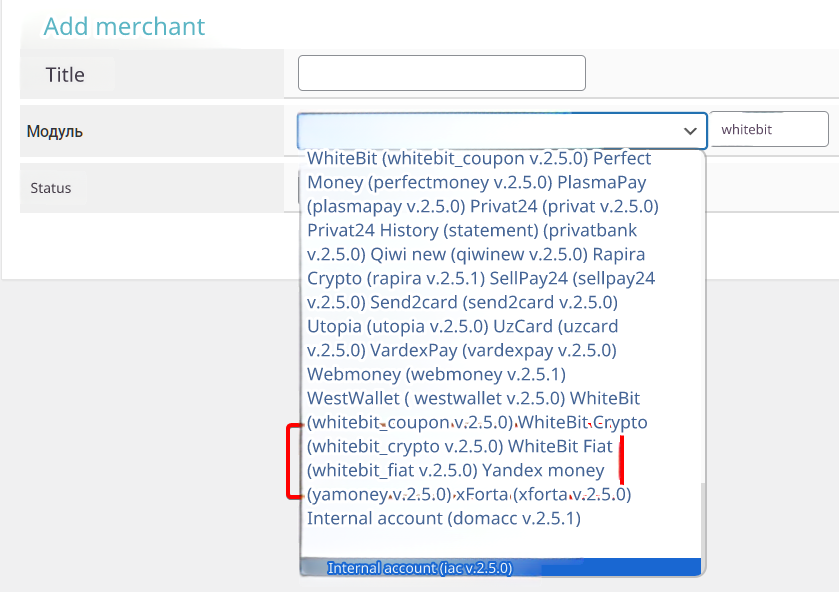 Add merchant
Title
Модуль
whitebit
Status
WhiteBit (whitebit_coupon v.2.5.0) Perfect
Money (perfectmoney v.2.5.0) PlasmaPay
(plasmapay v.2.5.0) Privat24 (privat v.2.5.0)
Privat24 History (statement) (privatbank
v.2.5.0) Qiwi new (qiwinew v.2.5.0) Rapira
Crypto (rapira v.2.5.1) SellPay24 (sellpay24
v.2.5.0) Send2card (send2card v.2.5.0)
Utopia (utopia v.2.5.0) UzCard (uzcard
v.2.5.0) VardexPay (vardexpay v.2.5.0)
Webmoney (webmoney v.2.5.1)
WestWallet ( westwallet v.2.5.0) WhiteBit
(whitebit_coupon v.2.5.0) WhiteBit Crypto
(whitebit_crypto v.2.5.0) WhiteBit Fiat
(whitebit_fiat v.2.5.0) Yandex money
(yamoney v.2.5.0) xForta (xforta v.2.5.0)
Internal account (domacc v.2.5.1)
Internal account (iac v.2.5.0)